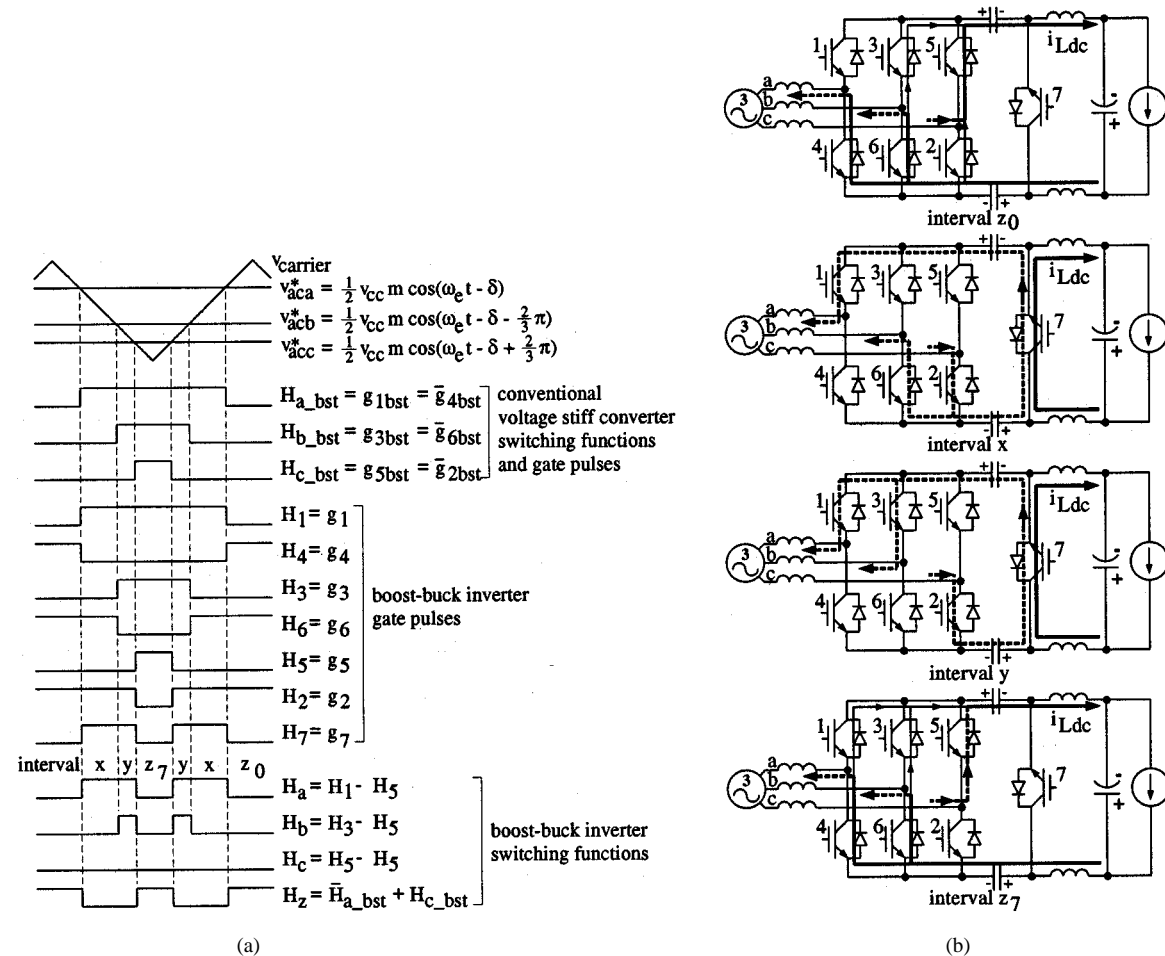 v_carrier
v*_aca = 1/2 v_cc m cos(ω_e t - δ)
v*_acb = 1/2 v_cc m cos(ω_e t - δ - 2/3 π)
v*_acc = 1/2 v_cc m cos(ω_e t - δ + 2/3 π)
H_a_bst = g_1bst = g̅_4bst
H_b_bst = g_3bst = g̅_6bst
H_c_bst = g_5bst = g̅_2bst
conventional
voltage stiff converter
switching functions
and gate pulses
H_1 = g_1
H_4 = g_4
H_3 = g_3
H_6 = g_6
H_5 = g_5
H_2 = g_2
H_7 = g_7
boost-buck inverter
gate pulses
interval x y z_7 y x z_0
H_a = H_1 - H_5
H_b = H_3 - H_5
H_c = H_5 - H_5
H_z = H̅_a_bst + H_c_bst
boost-buck inverter
switching functions
(a)
+ -
1 3 5
i_Ldc
a
3 b
c
7
-
+
4 6 2
- +
interval z_0
+ -
1 3 5
i_Ldc
a
3 b
c
7
-
+
4 6 2
- +
interval x
+ -
1 3 5
i_Ldc
a
3 b
c
7
-
+
4 6 2
- +
interval y
+ -
1 3 5
i_Ldc
a
3 b
c
7
-
+
4 6 2
- +
interval z_7
(b)